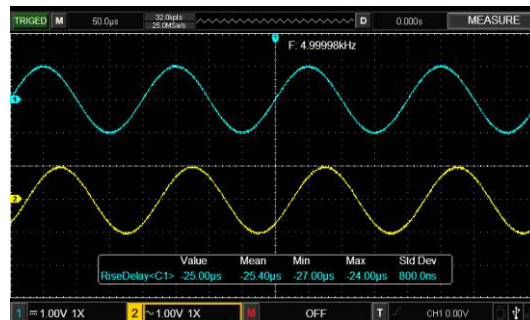 TRIGED M 50.0μs 32.0kpts D 0.000s MEASURE
25.0MSa/s
T
F: 4.99998kHz
1
2
Value Mean Min Max Std Dev
RiseDelay<C1> -25.00μs -25.40μs -27.00μs -24.00μs 800.0ns
1 1.00V 1X 2 1.00V 1X M OFF T CH1 0.00V